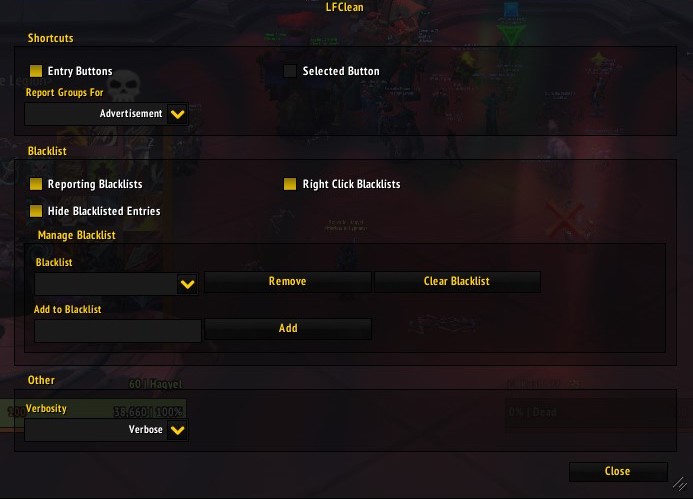 LFClean
Shortcuts
Entry Buttons
Selected Button
Report Groups For
Advertisement
Blacklist
Reporting Blacklists
Right Click Blacklists
Hide Blacklisted Entries
Manage Blacklist
Blacklist
Remove
Clear Blacklist
Add to Blacklist
Add
Other
60 | Haqvel
Verbosity
38,660 | 100%
0% | Dead
Verbose
Close